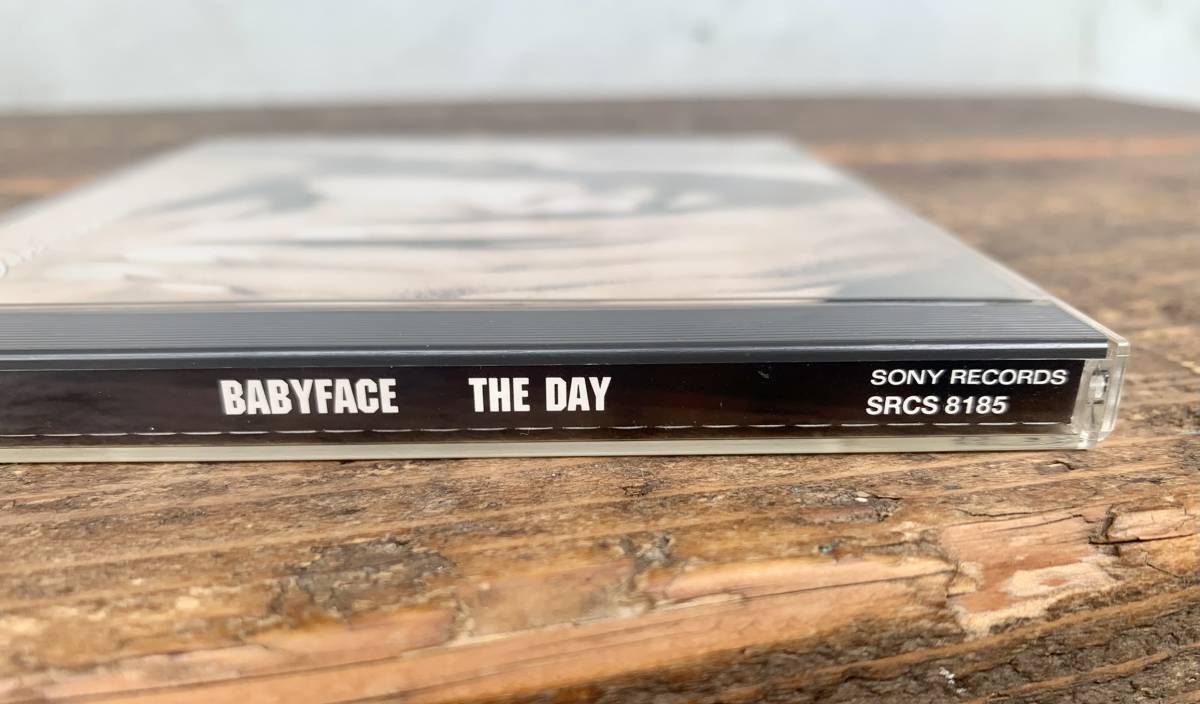 BABYFACE THE DAY
SONY RECORDS
SRCS 8185